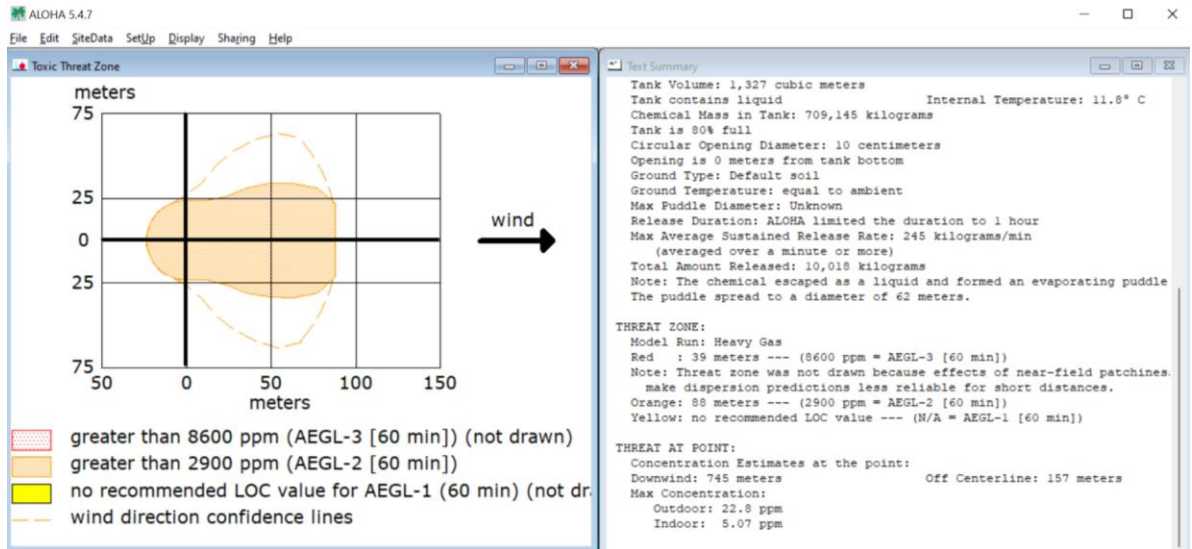 ALOHA 5.4.7
File Edit SiteData SetUp Display Sharing Help
Toxic Threat Zone
meters
75
25
0
25
75
50 0 50 100 150
meters
wind
greater than 8600 ppm (AEGL-3 [60 min]) (not drawn)
greater than 2900 ppm (AEGL-2 [60 min])
no recommended LOC value for AEGL-1 (60 min) (not dr
wind direction confidence lines
Text Summary
Tank Volume: 1,327 cubic meters
Tank contains liquid Internal Temperature: 11.8° C
Chemical Mass in Tank: 709,145 kilograms
Tank is 80% full
Circular Opening Diameter: 10 centimeters
Opening is 0 meters from tank bottom
Ground Type: Default soil
Ground Temperature: equal to ambient
Max Puddle Diameter: Unknown
Release Duration: ALOHA limited the duration to 1 hour
Max Average Sustained Release Rate: 245 kilograms/min
(averaged over a minute or more)
Total Amount Released: 10,018 kilograms
Note: The chemical escaped as a liquid and formed an evaporating puddle
The puddle spread to a diameter of 62 meters.
THREAT ZONE:
Model Run: Heavy Gas
Red : 39 meters --- (8600 ppm = AEGL-3 [60 min])
Note: Threat zone was not drawn because effects of near-field patchines
make dispersion predictions less reliable for short distances.
Orange: 88 meters --- (2900 ppm = AEGL-2 [60 min])
Yellow: no recommended LOC value --- (N/A = AEGL-1 [60 min])
THREAT AT POINT:
Concentration Estimates at the point:
Downwind: 745 meters Off Centerline: 157 meters
Max Concentration:
Outdoor: 22.8 ppm
Indoor: 5.07 ppm